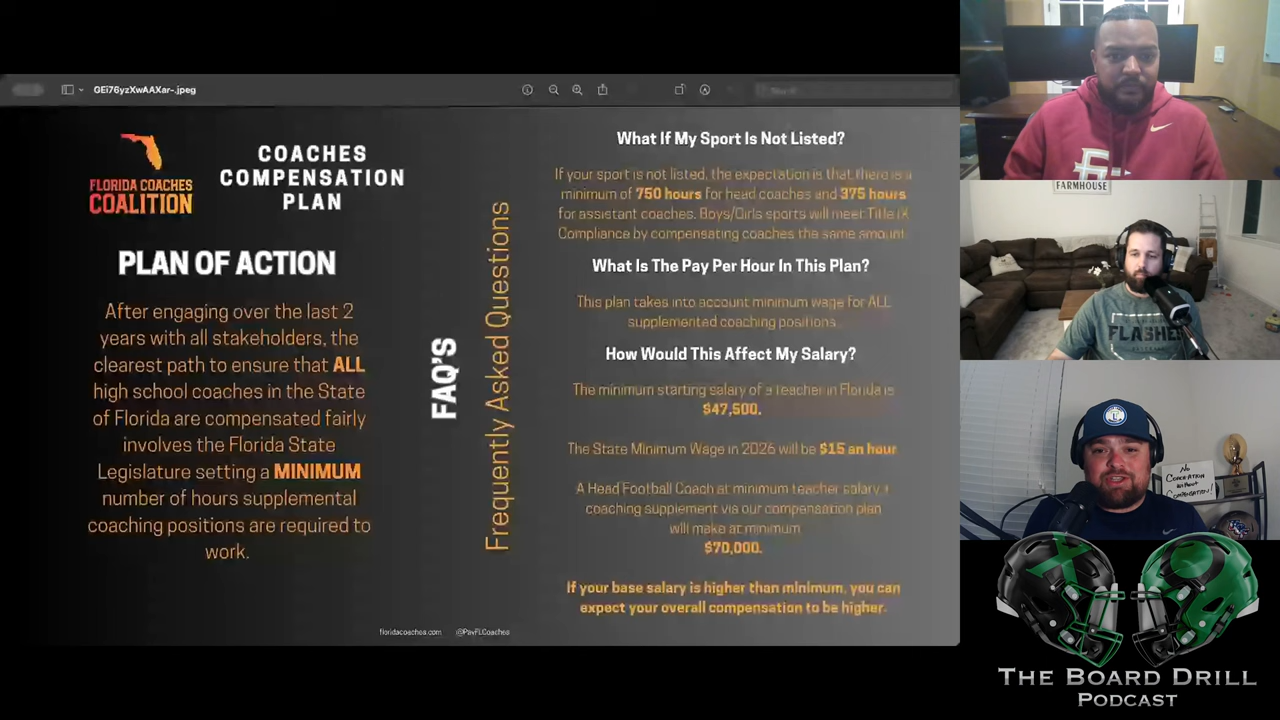 GEi76yzXwAAXar-.jpeg
FLORIDA COACHES
COALITION
COACHES
COMPENSATION
PLAN
PLAN OF ACTION
After engaging over the last 2
years with all stakeholders, the
clearest path to ensure that ALL
high school coaches in the State
of Florida are compensated fairly
involves the Florida State
Legislature setting a MINIMUM
number of hours supplemental
coaching positions are required to
work.
FAQ'S
Frequently Asked Questions
What If My Sport Is Not Listed?
If your sport is not listed, the expectation is that there is a
minimum of 750 hours for head coaches and 375 hours
for assistant coaches. Boys/Girls sports will meet Title IX
Compliance by compensating coaches the same amount.
What Is The Pay Per Hour In This Plan?
This plan takes into account minimum wage for ALL
supplemented coaching positions.
How Would This Affect My Salary?
The minimum starting salary of a teacher in Florida is
$47,500.
The State Minimum Wage in 2026 will be $15 an hour
A Head Football Coach at minimum teacher salary +
coaching supplement via our compensation plan
will make at minimum
$70,000.
If your base salary is higher than minimum, you can
expect your overall compensation to be higher.
floridacoaches.com @PayFLCoaches
FARMHOUSE
FLASHES
No
COOPERATION
without
COMPENSATION!
THE BOARD DRILL
PODCAST